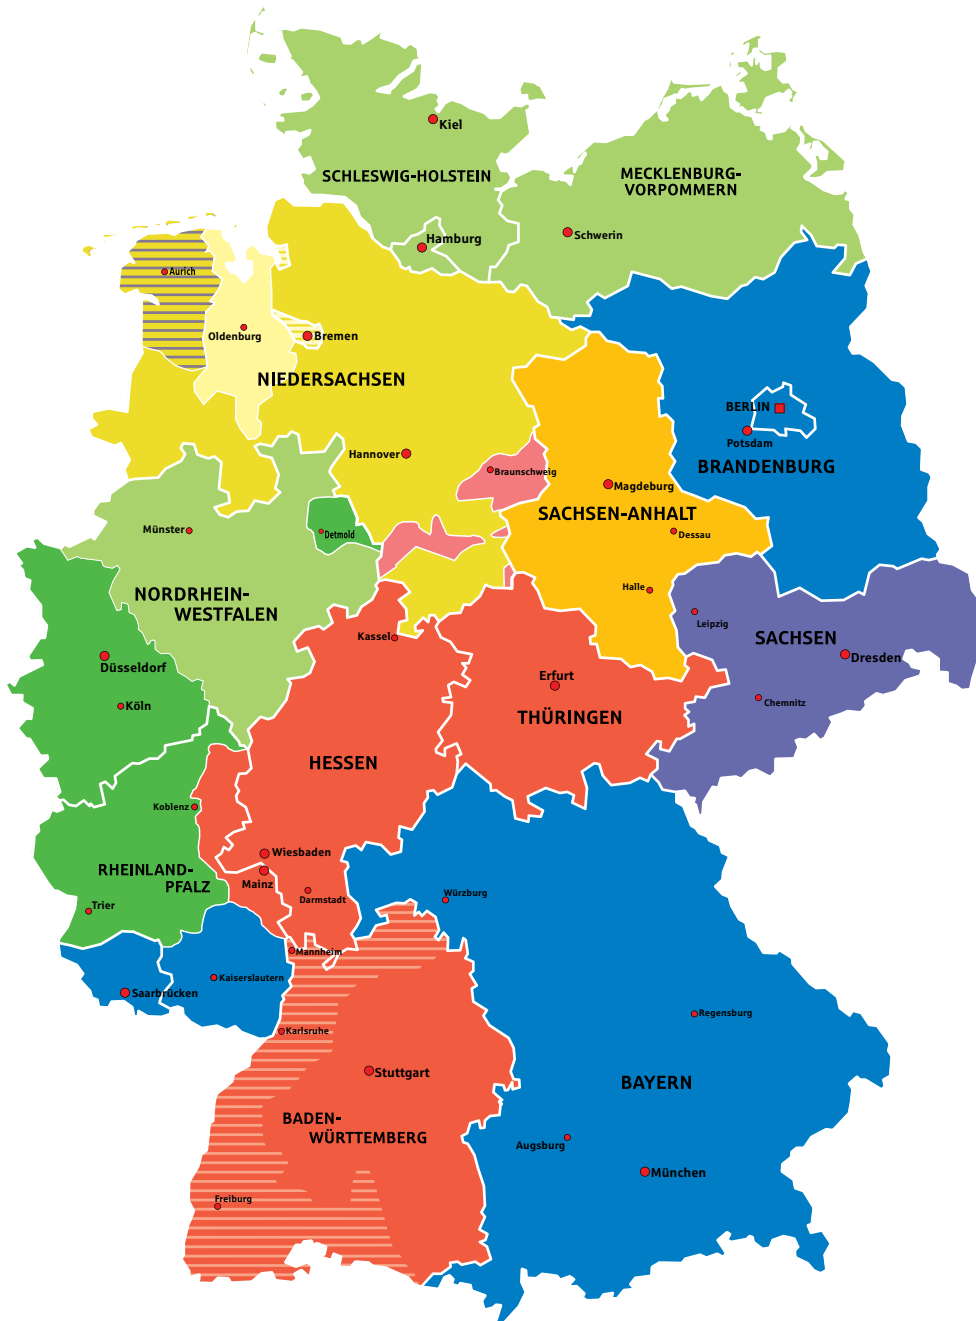 Kiel
SCHLESWIG-HOLSTEIN
MECKLENBURG-
VORPOMMERN
Schwerin
Hamburg
Aurich
Oldenburg
Bremen
NIEDERSACHSEN
BERLIN
Potsdam
BRANDENBURG
Hannover
Braunschweig
Magdeburg
SACHSEN-ANHALT
Münster
Detmold
Dessau
Halle
NORDRHEIN-
WESTFALEN
Leipzig
SACHSEN
Kassel
Düsseldorf
Dresden
Erfurt
Köln
Chemnitz
THÜRINGEN
HESSEN
Koblenz
Wiesbaden
RHEINLAND-
PFALZ
Mainz
Darmstadt
Würzburg
Trier
Mannheim
Kaiserslautern
Saarbrücken
Regensburg
Karlsruhe
Stuttgart
BAYERN
BADEN-
WÜRTTEMBERG
Augsburg
München
Freiburg